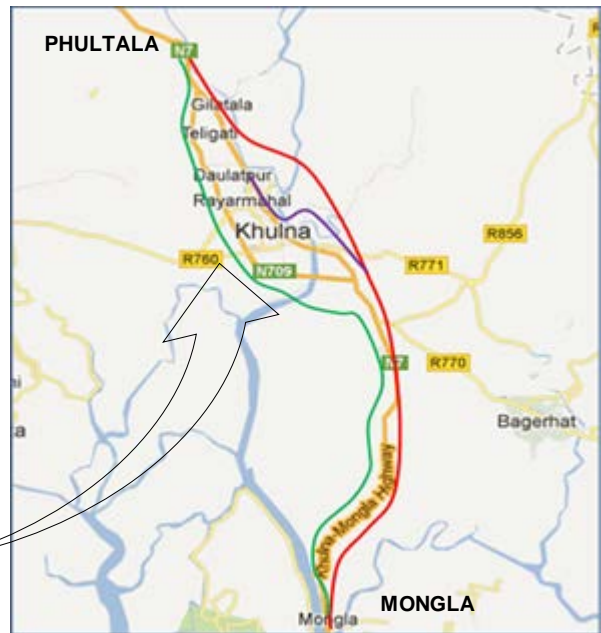 PHULTALA
N7
Gilatala
Teligati
Daulatpur
Rayarmahal
Khulna
R856
R760
R771
N709
N7
R770
Bagerhat
Khulna-Mongla Highway
Mongla
MONGLA